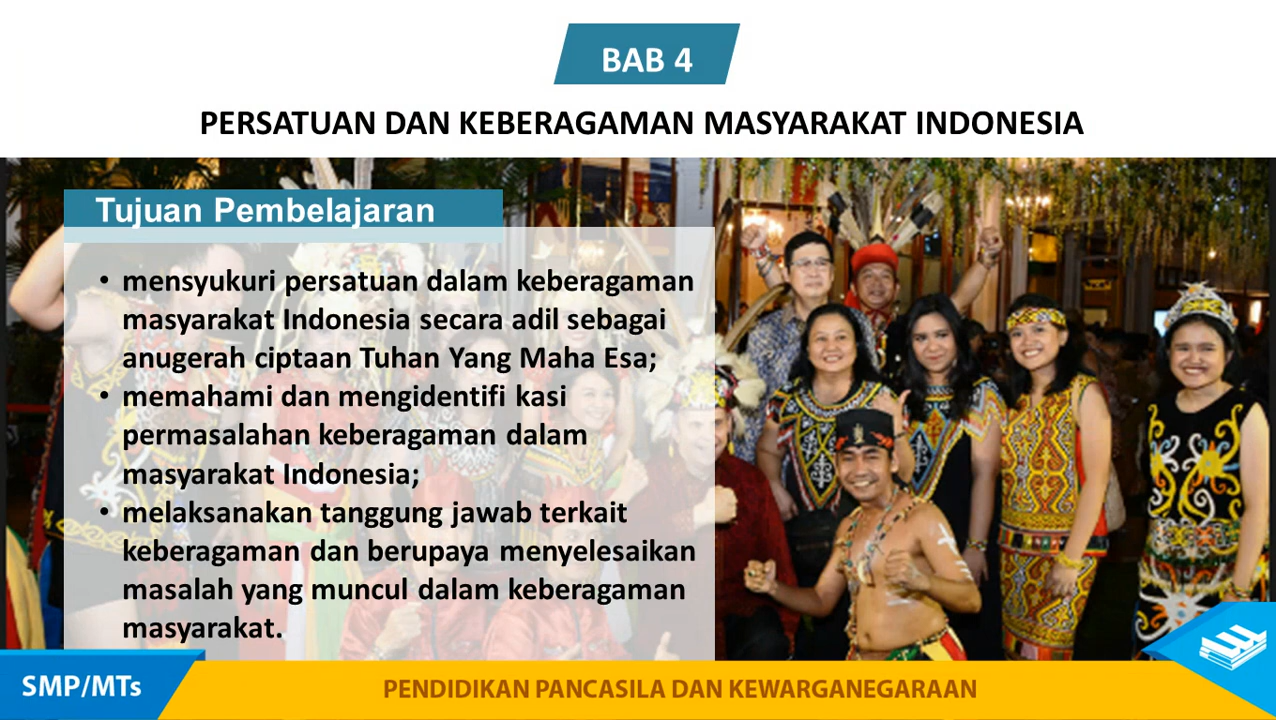 BAB 4
PERSATUAN DAN KEBERAGAMAN MASYARAKAT INDONESIA
Tujuan Pembelajaran
• mensyukuri persatuan dalam keberagaman
masyarakat Indonesia secara adil sebagai
anugerah ciptaan Tuhan Yang Maha Esa;
• memahami dan mengidentifi kasi
permasalahan keberagaman dalam
masyarakat Indonesia;
• melaksanakan tanggung jawab terkait
keberagaman dan berupaya menyelesaikan
masalah yang muncul dalam keberagaman
masyarakat.
SMP/MTs
PENDIDIKAN PANCASILA DAN KEWARGANEGARAAN